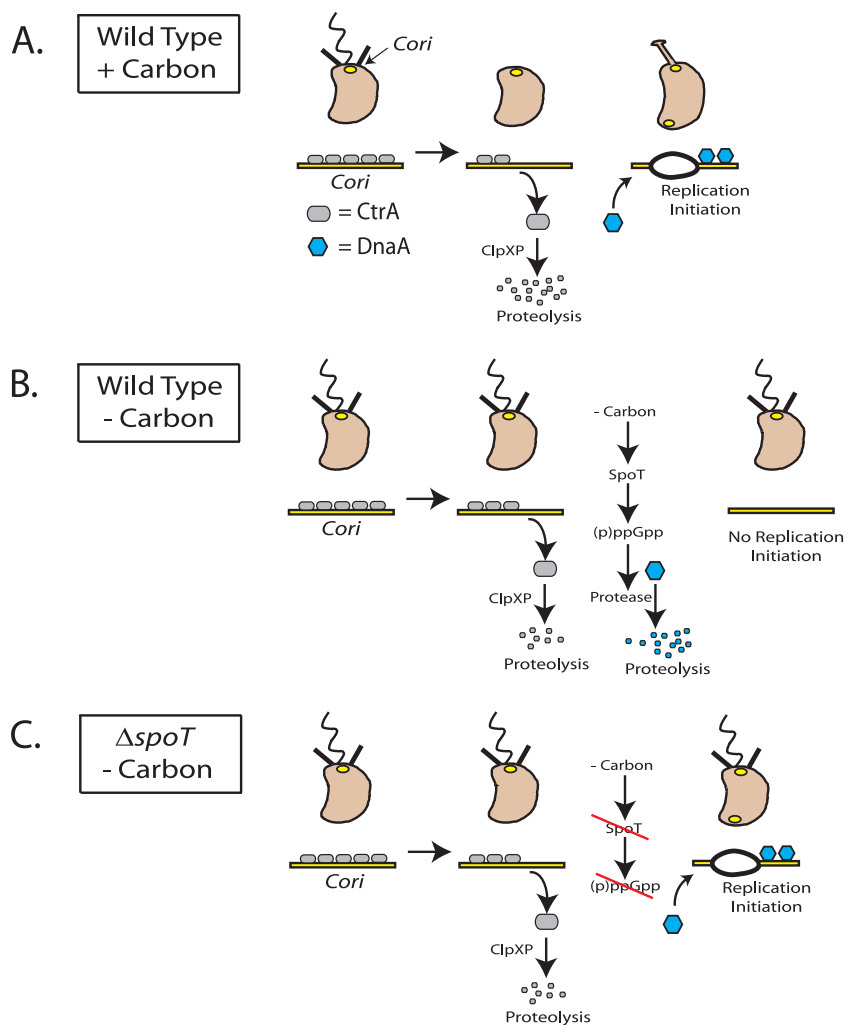 A.
Wild Type
+ Carbon
Cori
Cori
= CtrA
= DnaA
ClpXP
Proteolysis
Replication
Initiation
B.
Wild Type
- Carbon
Cori
ClpXP
Proteolysis
- Carbon
SpoT
(p)ppGpp
Protease
Proteolysis
No Replication
Initiation
C.
ΔspoT
- Carbon
Cori
ClpXP
Proteolysis
- Carbon
SpoT
(p)ppGpp
Replication
Initiation